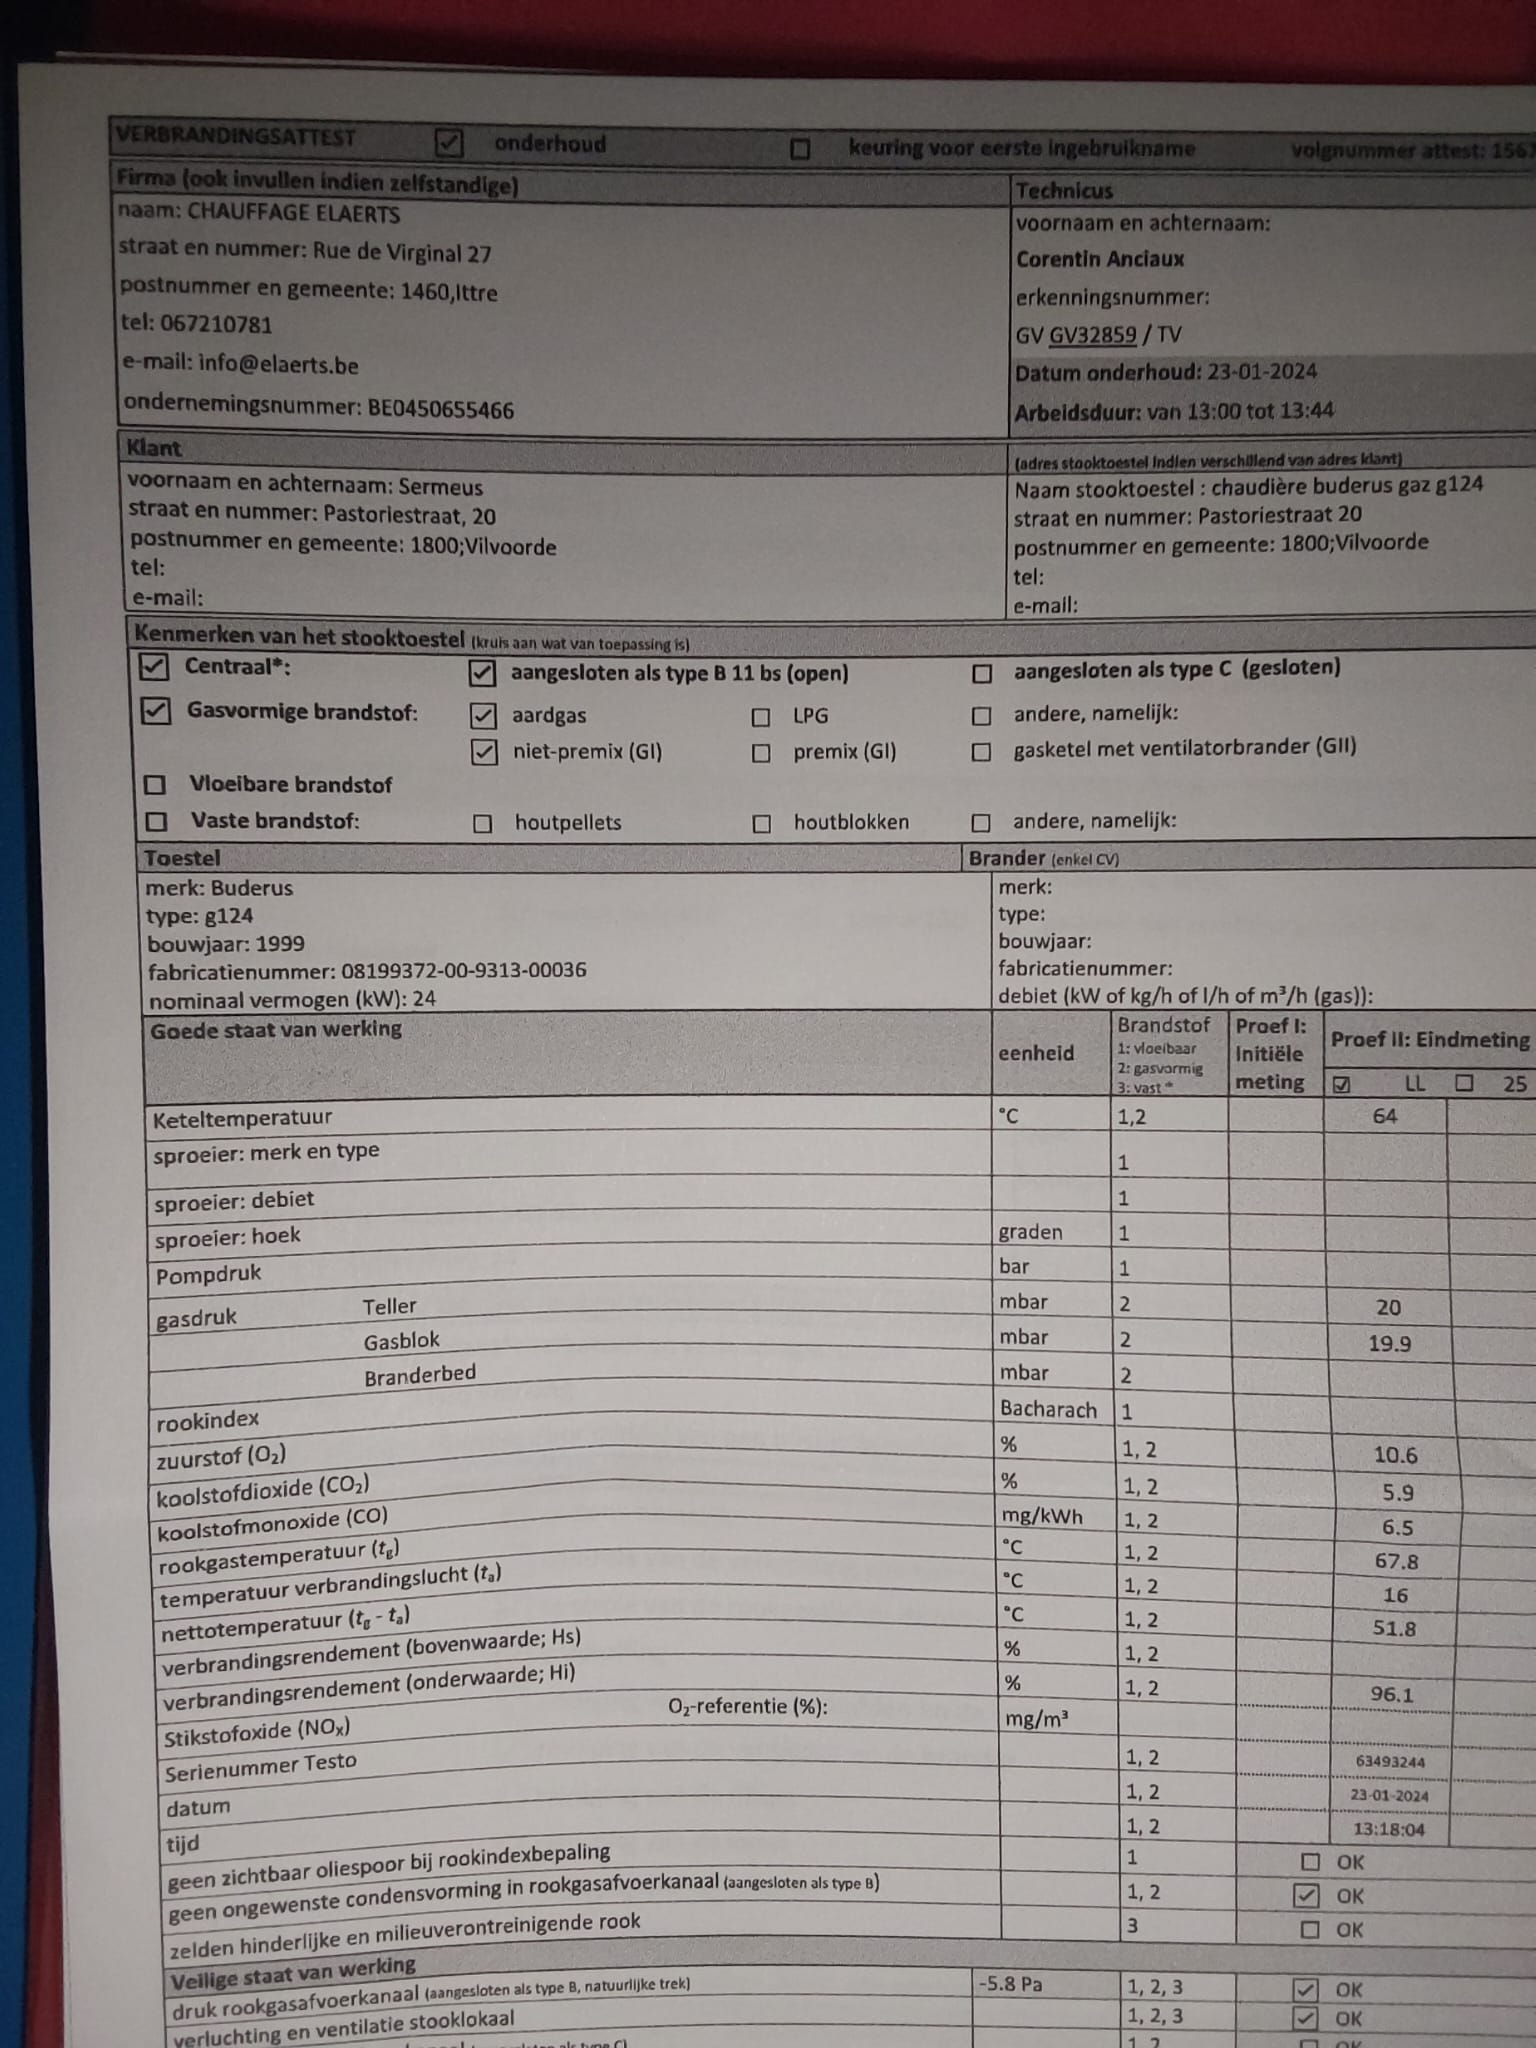 VERBRANDINGSATTEST ☑ onderhoud ☐ keuring voor eerste ingebruikname volgnummer attest: 1567
Firma (ook invullen indien zelfstandige)
naam: CHAUFFAGE ELAERTS
straat en nummer: Rue de Virginal 27
postnummer en gemeente: 1460,Ittre
tel: 067210781
e-mail: info@elaerts.be
ondernemingsnummer: BE0450655466
Technicus
voornaam en achternaam:
Corentin Anciaux
erkenningsnummer:
GV GV32859 / TV
Datum onderhoud: 23-01-2024
Arbeidsduur: van 13:00 tot 13:44
Klant
voornaam en achternaam: Sermeus
straat en nummer: Pastoriestraat, 20
postnummer en gemeente: 1800;Vilvoorde
tel:
e-mail:
(adres stooktoestel indien verschillend van adres klant)
Naam stooktoestel : chaudière buderus gaz g124
straat en nummer: Pastoriestraat 20
postnummer en gemeente: 1800;Vilvoorde
tel:
e-mail:
Kenmerken van het stooktoestel (kruis aan wat van toepassing is)
☑ Centraal*: ☑ aangesloten als type B 11 bs (open) ☐ aangesloten als type C (gesloten)
☑ Gasvormige brandstof: ☑ aardgas ☐ LPG ☐ andere, namelijk:
☑ niet-premix (GI) ☐ premix (GI) ☐ gasketel met ventilatorbrander (GII)
☐ Vloeibare brandstof
☐ Vaste brandstof: ☐ houtpellets ☐ houtblokken ☐ andere, namelijk:
Toestel
merk: Buderus
type: g124
bouwjaar: 1999
fabricatienummer: 08199372-00-9313-00036
nominaal vermogen (kW): 24
Brander (enkel CV)
merk:
type:
bouwjaar:
fabricatienummer:
debiet (kW of kg/h of l/h of m³/h (gas)):
Goede staat van werking
eenheid
Brandstof
1: vloeibaar
2: gasvormig
3: vast *
Proef I:
Initiële
meting
Proef II: Eindmeting
☑ LL ☐ 25
Keteltemperatuur °C 1,2 64
sproeier: merk en type 1
sproeier: debiet 1
sproeier: hoek graden 1
Pompdruk bar 1
gasdruk Teller mbar 2 20
Gasblok mbar 2 19.9
Branderbed mbar 2
rookindex Bacharach 1
zuurstof (O₂) % 1, 2 10.6
koolstofdioxide (CO₂) % 1, 2 5.9
koolstofmonoxide (CO) mg/kWh 1, 2 6.5
rookgastemperatuur (tg) °C 1, 2 67.8
temperatuur verbrandingslucht (ta) °C 1, 2 16
nettotemperatuur (tg - ta) °C 1, 2 51.8
verbrandingsrendement (bovenwaarde; Hs) % 1, 2
verbrandingsrendement (onderwaarde; Hi) % 1, 2 96.1
Stikstofoxide (NOx) O₂-referentie (%): mg/m³
Serienummer Testo 1, 2 63493244
datum 1, 2 23-01-2024
tijd 1, 2 13:18:04
geen zichtbaar oliespoor bij rookindexbepaling 1 ☐ OK
geen ongewenste condensvorming in rookgasafvoerkanaal (aangesloten als type B) 1, 2 ☑ OK
zelden hinderlijke en milieuverontreinigende rook 3 ☐ OK
Veilige staat van werking
druk rookgasafvoerkanaal (aangesloten als type B, natuurlijke trek) -5.8 Pa 1, 2, 3 ☑ OK
verluchting en ventilatie stooklokaal 1, 2, 3 ☑ OK